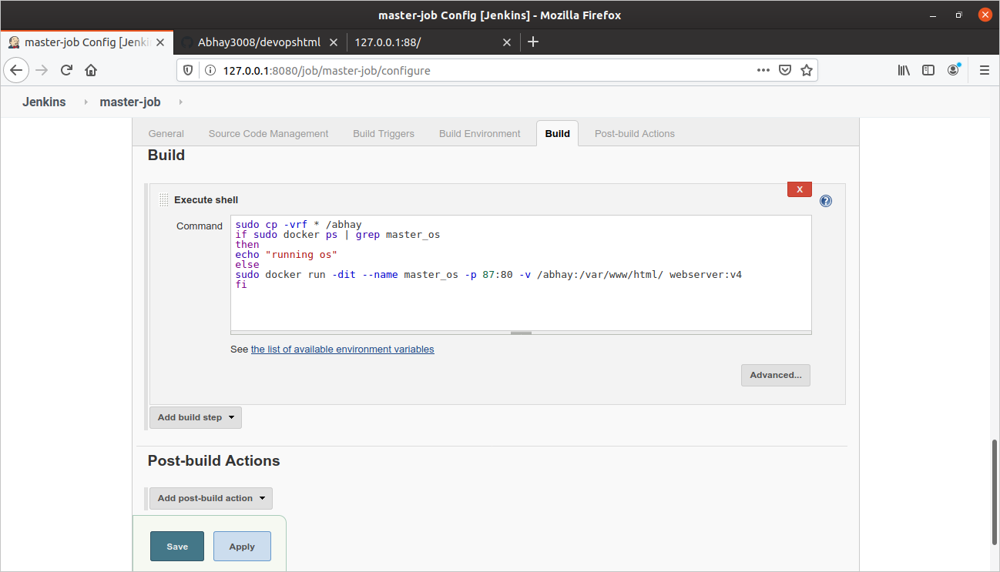 master-job Config [Jenkins] - Mozilla Firefox
master-job Config [Jenki
Abhay3008/devopshtml
127.0.0.1:88/
127.0.0.1:8080/job/master-job/configure
Jenkins
master-job
General
Source Code Management
Build Triggers
Build Environment
Build
Post-build Actions
Build
X
Execute shell
?
Command
sudo cp -vrf * /abhay
if sudo docker ps | grep master_os
then
echo "running os"
else
sudo docker run -dit --name master_os -p 87:80 -v /abhay:/var/www/html/ webserver:v4
fi
See the list of available environment variables
Advanced...
Add build step
Post-build Actions
Add post-build action
Save
Apply